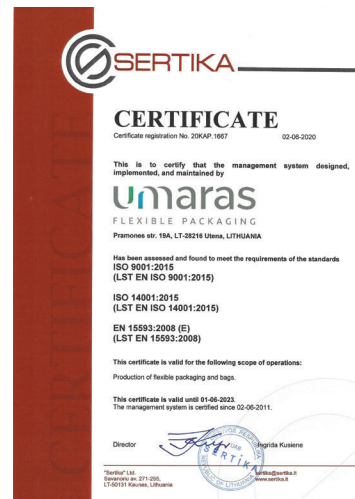 SERTIKA
CERTIFICATE
CERTIFICATE
Certificate registration No. 20KAP.1667 02-06-2020
This is to certify that the management system designed,
implemented, and maintained by
umaras
FLEXIBLE PACKAGING
Pramones str. 19A, LT-28216 Utena, LITHUANIA
Has been assessed and found to meet the requirements of the standards
ISO 9001:2015
(LST EN ISO 9001:2015)
ISO 14001:2015
(LST EN ISO 14001:2015)
EN 15593:2008 (E)
(LST EN 15593:2008)
This certificate is valid for the following scope of operations:
Production of flexible packaging and bags.
This certificate is valid until 01-06-2023.
The management system is certified since 02-06-2011.
Director Ingrida Kusiene
UAB
SERTIKA
"Sertika" Ltd. sertika@sertika.lt
Savanoriu av. 271-255, www.sertika.lt
LT-50131 Kaunas, Lithuania